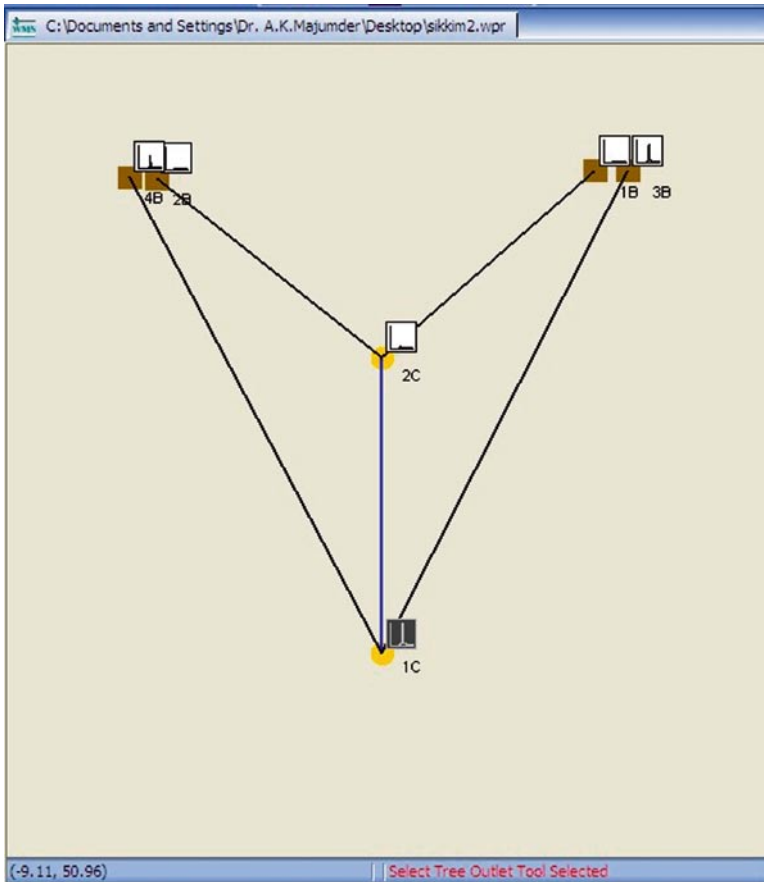 WMS C:\Documents and Settings\Dr. A.K.Majumder\Desktop\sikkim2.wpr
4B 2B 1B 3B
2C
1C
(-9.11, 50.96) Select Tree Outlet Tool Selected